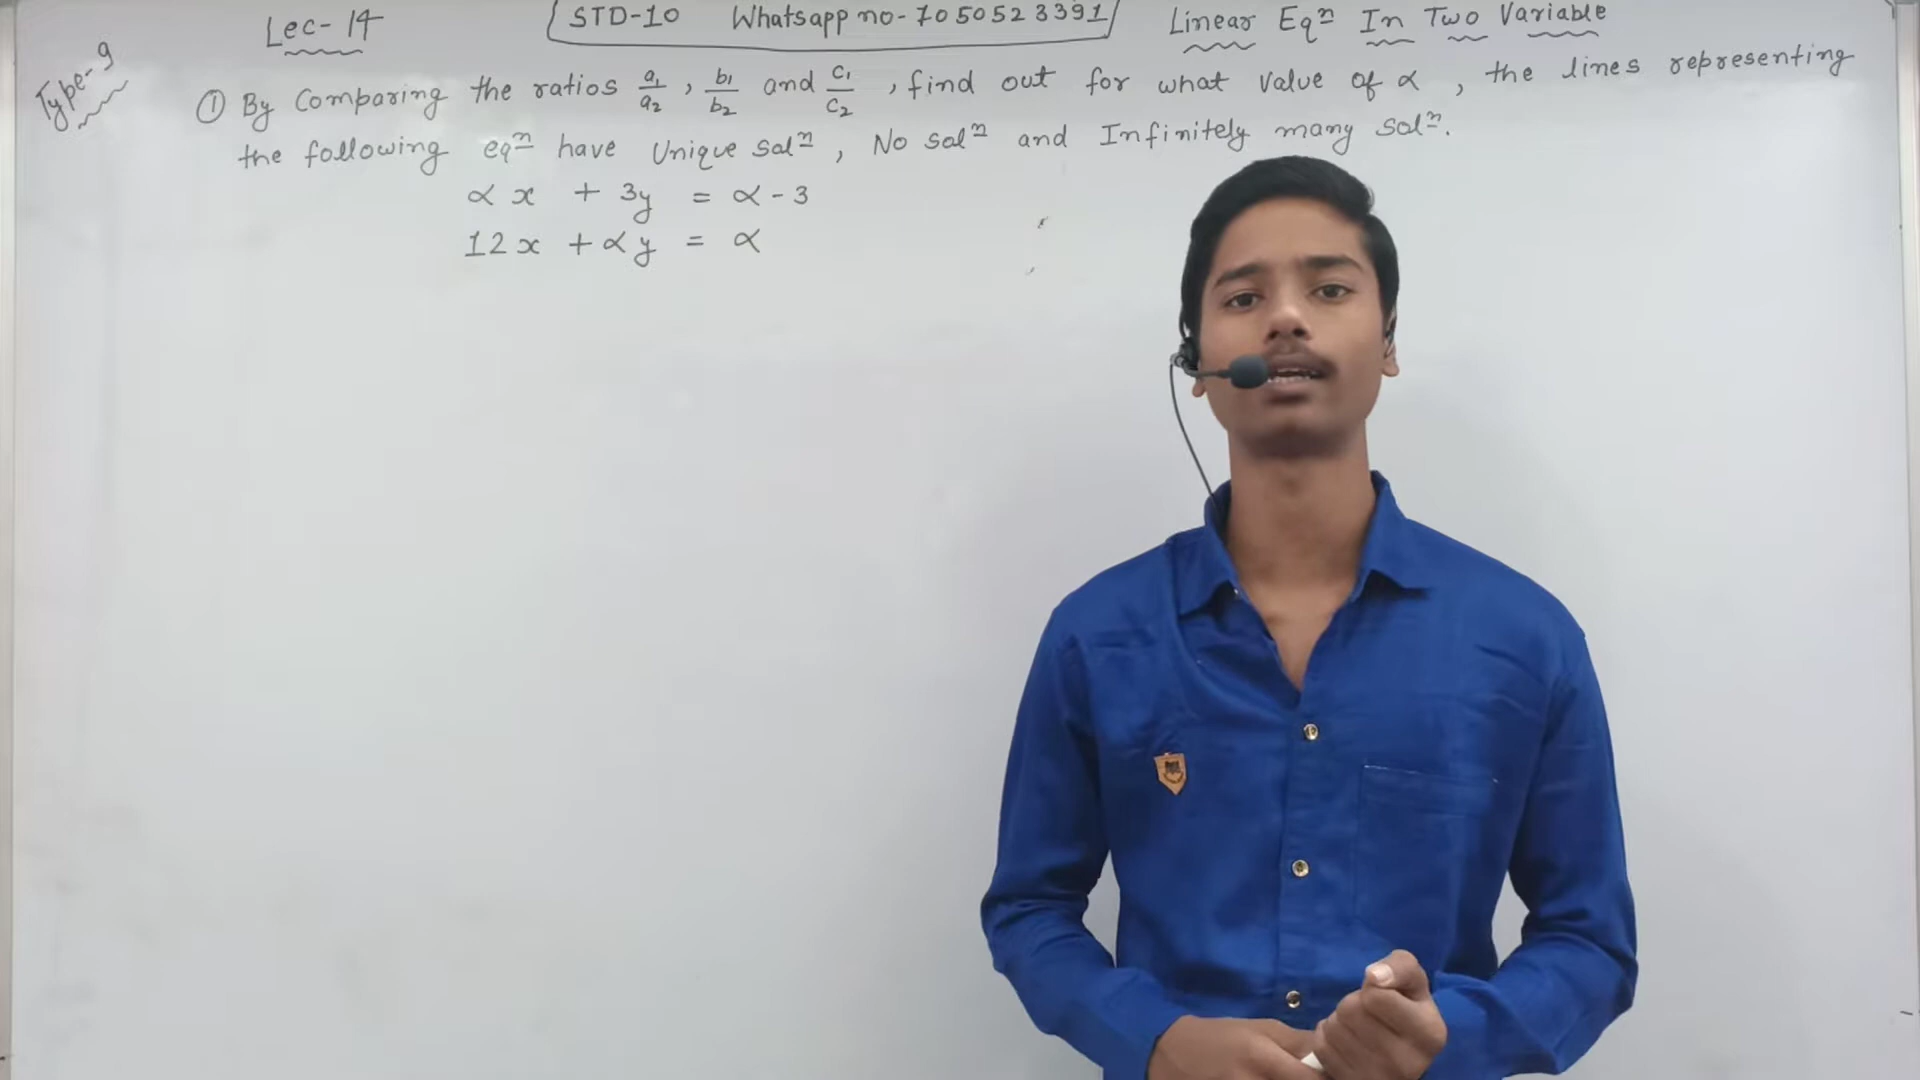 Lec- 14 STD-10 Whatsapp no- 7050523391 Linear Eqⁿ In Two Variable
Type-9
① By Comparing the ratios a₁/a₂ , b₁/b₂ and c₁/c₂ , find out for what value of α , the lines representing
the following eqⁿ have Unique solⁿ , No solⁿ and Infinitely many solⁿ.
α x + 3y = α - 3
12x + αy = α